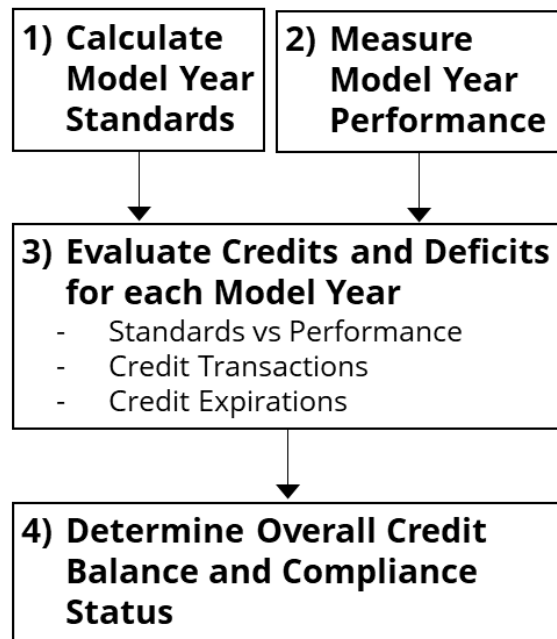 1) Calculate
Model Year
Standards
2) Measure
Model Year
Performance
3) Evaluate Credits and Deficits
for each Model Year
- Standards vs Performance
- Credit Transactions
- Credit Expirations
4) Determine Overall Credit
Balance and Compliance
Status